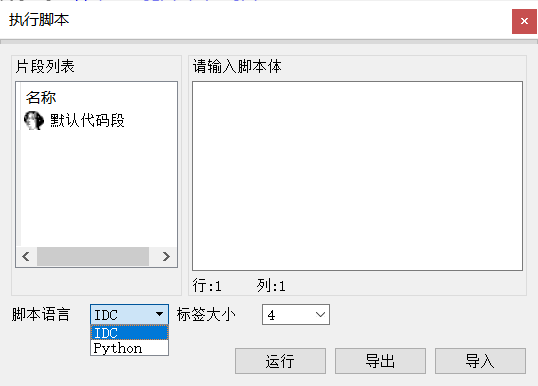 执行脚本
片段列表
请输入脚本体
名称
默认代码段
行:1 列:1
脚本语言 IDC 标签大小 4
IDC
Python
运行 导出 导入